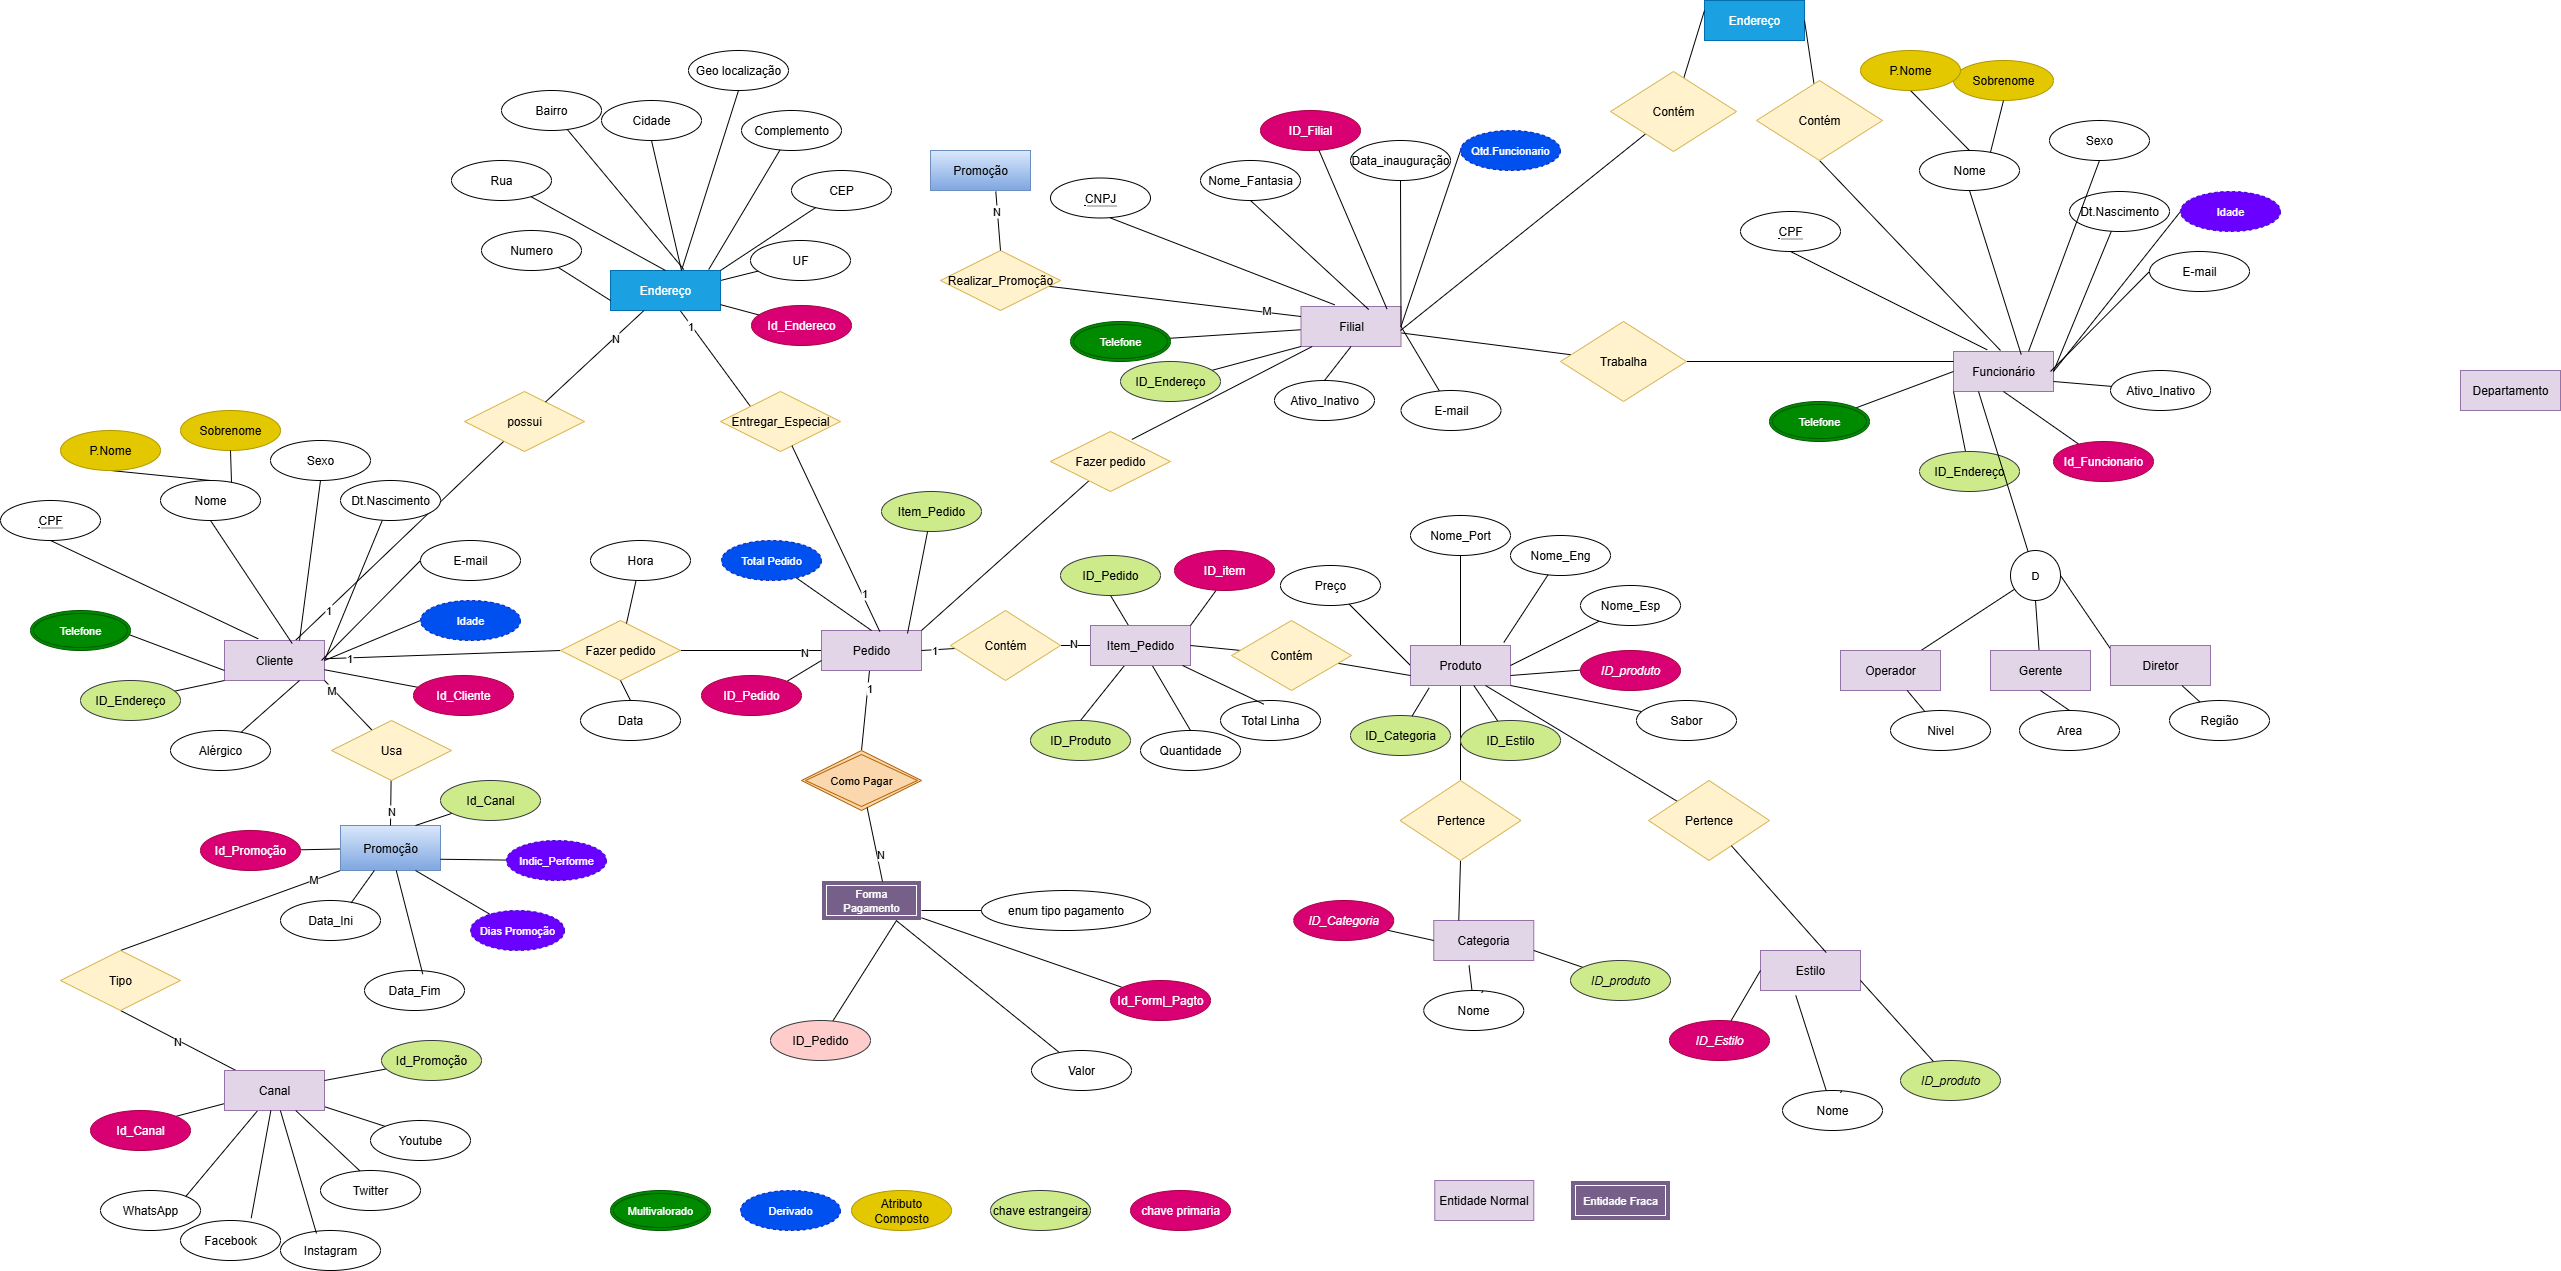 Endereço
Geo localização
Bairro
Cidade
Complemento
Rua
CEP
Numero
UF
Endereço
Id_Endereco
N
1
possui
Entregar_Especial
1
1
Promoção
N
Realizar_Promoção
M
ID_Filial
Data_inauguração
Qtd.Funcionario
Nome_Fantasia
CNPJ
Filial
Telefone
ID_Endereço
Ativo_Inativo
E-mail
Fazer pedido
Contém
Contém
Trabalha
P.Nome
Sobrenome
Nome
Sexo
Dt.Nascimento
Idade
CPF
E-mail
Funcionário
Ativo_Inativo
Telefone
ID_Endereço
Id_Funcionario
Departamento
D
Operador
Gerente
Diretor
Nivel
Area
Região
P.Nome
Sobrenome
Sexo
Nome
Dt.Nascimento
CPF
E-mail
Telefone
Idade
Cliente
1
ID_Endereço
Id_Cliente
Alérgico
M
Usa
N
Hora
Fazer pedido
Data
N
Total Pedido
Item_Pedido
Pedido
ID_Pedido
1
1
Contém
N
ID_Pedido
ID_item
Item_Pedido
ID_Produto
Quantidade
Total Linha
Contém
Nome_Port
Nome_Eng
Preço
Nome_Esp
Produto
ID_produto
Sabor
ID_Categoria
ID_Estilo
Pertence
Pertence
Como Pagar
N
Forma
Pagamento
enum tipo pagamento
Id_Form|_Pagto
ID_Pedido
Valor
ID_Categoria
Categoria
ID_produto
Nome
Estilo
ID_Estilo
ID_produto
Nome
Id_Canal
Id_Promoção
Promoção
Indic_Performe
M
Data_Ini
Dias Promoção
Data_Fim
Tipo
N
Id_Promoção
Canal
Id_Canal
Youtube
Twitter
WhatsApp
Facebook
Instagram
Multivalorado
Derivado
Atributo
Composto
chave estrangeira
chave primaria
Entidade Normal
Entidade Fraca